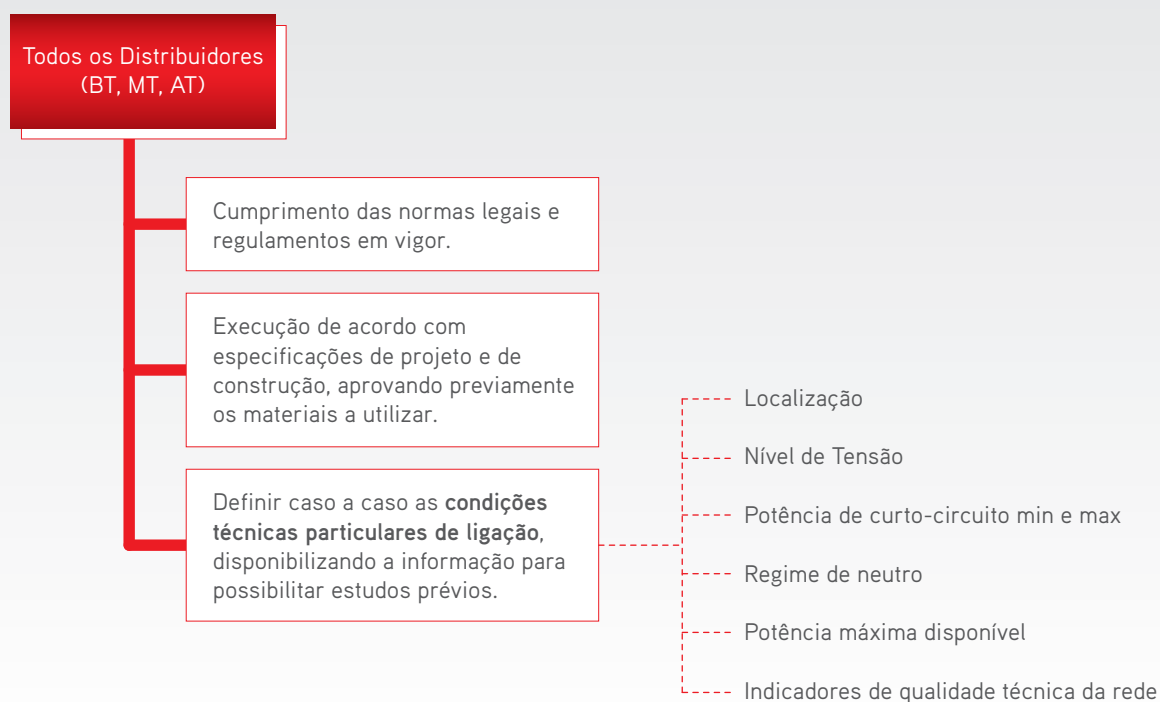 Todos os Distribuidores
(BT, MT, AT)
Cumprimento das normas legais e
regulamentos em vigor.
Execução de acordo com
especificações de projeto e de
construção, aprovando previamente
os materiais a utilizar.
Definir caso a caso as condições
técnicas particulares de ligação,
disponibilizando a informação para
possibilitar estudos prévios.
Localização
Nível de Tensão
Potência de curto-circuito min e max
Regime de neutro
Potência máxima disponível
Indicadores de qualidade técnica da rede